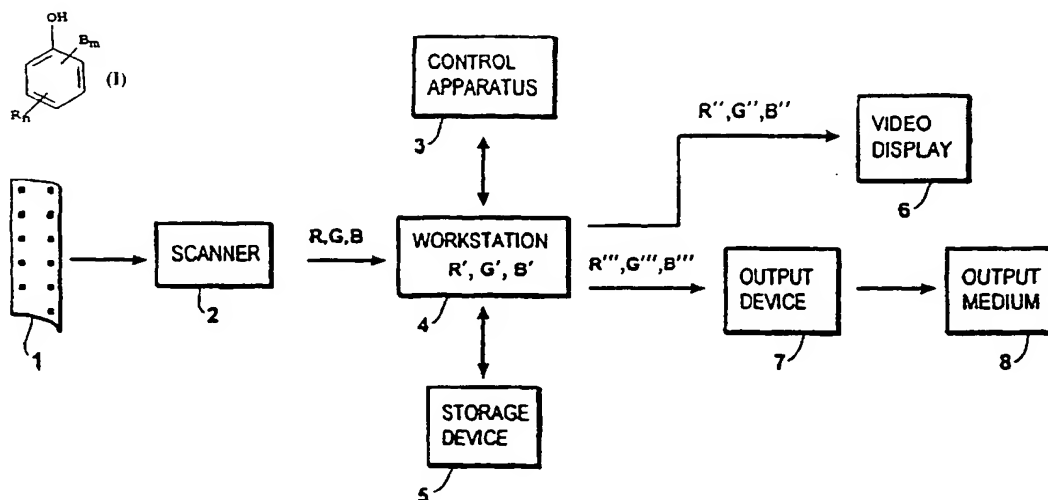 OH
Bm
(I)
Rn
CONTROL
APPARATUS
3
R'',G'',B''
VIDEO
DISPLAY
6
1
SCANNER
2
R,G,B
WORKSTATION
R', G', B'
4
R''',G''',B'''
OUTPUT
DEVICE
7
OUTPUT
MEDIUM
8
STORAGE
DEVICE
5